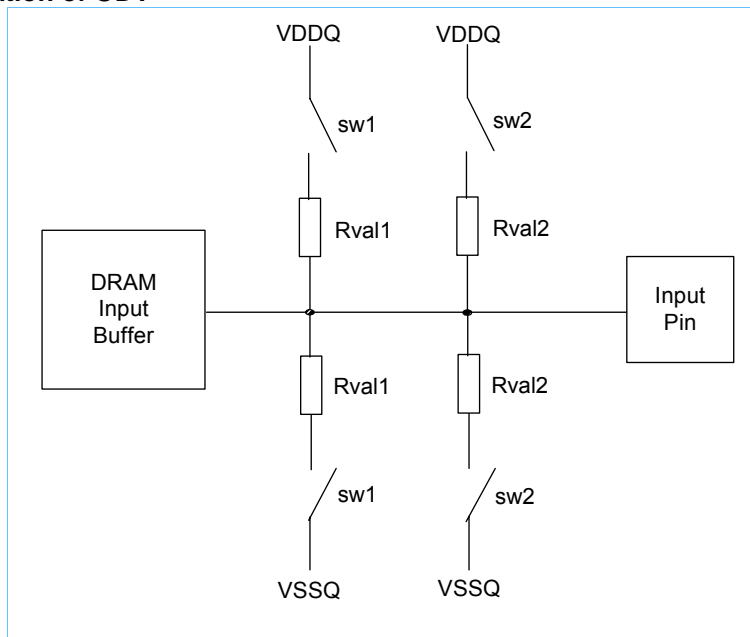 VDDQ VDDQ
sw1 sw2
Rval1 Rval2
DRAM
Input
Buffer
Input
Pin
Rval1 Rval2
sw1 sw2
VSSQ VSSQ